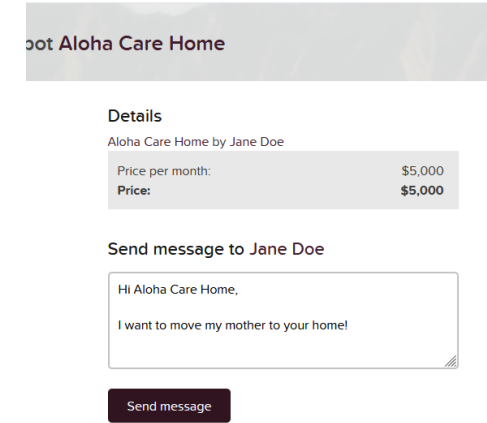 Aloha Care Home
Details
Aloha Care Home by Jane Doe
Price per month: $5,000
Price: $5,000
Send message to Jane Doe
Hi Aloha Care Home,
I want to move my mother to your home!
Send message